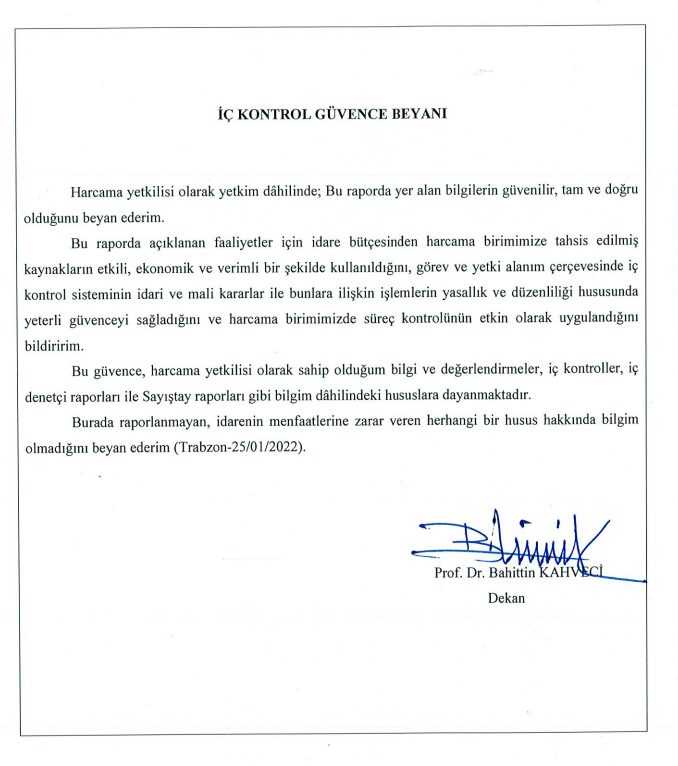 İÇ KONTROL GÜVENCE BEYANI
Harcama yetkilisi olarak yetkim dâhilinde; Bu raporda yer alan bilgilerin güvenilir, tam ve doğru
olduğunu beyan ederim.
Bu raporda açıklanan faaliyetler için idare bütçesinden harcama birimimize tahsis edilmiş
kaynakların etkili, ekonomik ve verimli bir şekilde kullanıldığını, görev ve yetki alanım çerçevesinde iç
kontrol sisteminin idari ve mali kararlar ile bunlara ilişkin işlemlerin yasallık ve düzenliliği hususunda
yeterli güvenceyi sağladığını ve harcama birimimizde süreç kontrolünün etkin olarak uygulandığını
bildiririm.
Bu güvence, harcama yetkilisi olarak sahip olduğum bilgi ve değerlendirmeler, iç kontroller, iç
denetçi raporları ile Sayıştay raporları gibi bilgim dâhilindeki hususlara dayanmaktadır.
Burada raporlanmayan, idarenin menfaatlerine zarar veren herhangi bir husus hakkında bilgim
olmadığını beyan ederim (Trabzon-25/01/2022).
Prof. Dr. Bahittin KAHVECİ
Dekan